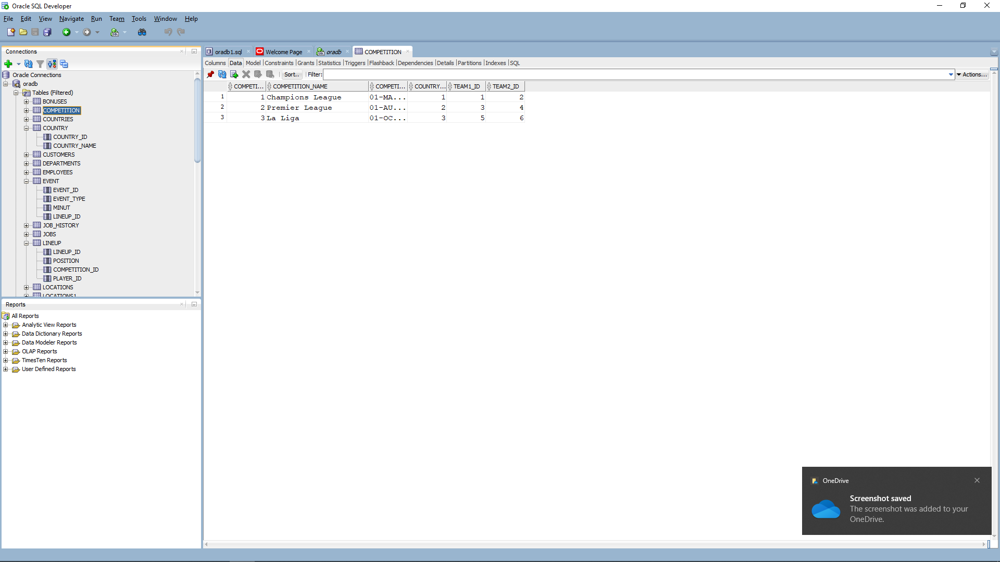 Oracle SQL Developer
File Edit View Navigate Run Team Tools Window Help
Connections
Oracle Connections
oradb
Tables (Filtered)
BONUSES
COMPETITION
COUNTRIES
COUNTRY
COUNTRY_ID
COUNTRY_NAME
CUSTOMERS
DEPARTMENTS
EMPLOYEES
EVENT
EVENT_ID
EVENT_TYPE
MINUT
LINEUP_ID
JOB_HISTORY
JOBS
LINEUP
LINEUP_ID
POSITION
COMPETITION_ID
PLAYER_ID
LOCATIONS
LOCATIONS1
Reports
All Reports
Analytic View Reports
Data Dictionary Reports
Data Modeler Reports
OLAP Reports
TimesTen Reports
User Defined Reports
oradb1.sql Welcome Page oradb COMPETITION
Columns Data Model Constraints Grants Statistics Triggers Flashback Dependencies Details Partitions Indexes SQL
Sort.. Filter: Actions...
COMPETI... COMPETITION_NAME COMPETI... COUNTRY... TEAM1_ID TEAM2_ID
1 1 Champions League 01-MA... 1 1 2
2 2 Premier League 01-AU... 2 3 4
3 3 La Liga 01-OC... 3 5 6
OneDrive
Screenshot saved
The screenshot was added to your
OneDrive.